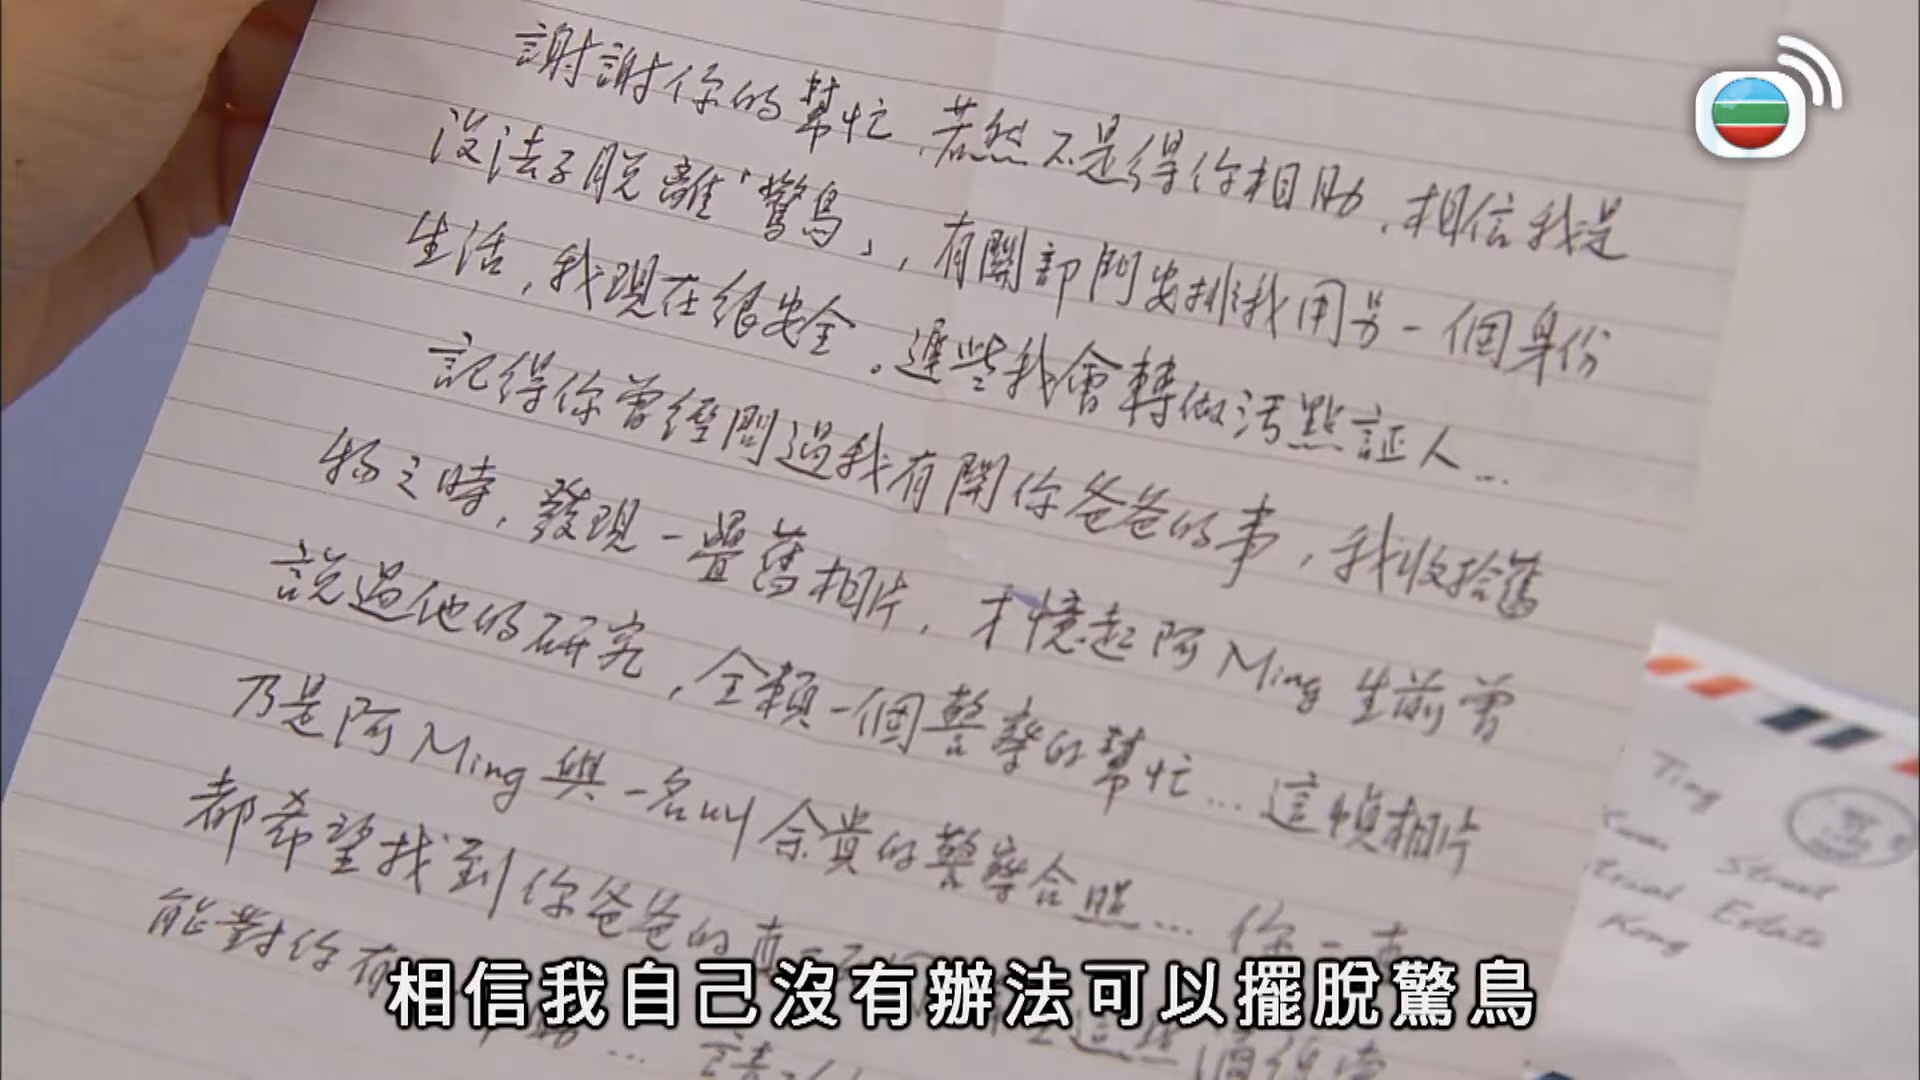 謝謝你的幫忙，若然不是得你相助，相信我是
沒法子脫離「驚鳥」，有關部門安排我用另一個身份
生活，我現在很安全。遲些我會轉做污點証人…
記得你曾經問過我有關你爸爸的事，我收拾舊
物之時，發現一疊舊相片，才憶起阿Ming生前曾
說過他的研究，全賴一個警察的幫忙…這幀相片
乃是阿Ming與一名叫余貴的警察合照…你一直
都希望找到你爸爸的真
能對你有
Ting
Street
Estate
Kong
相信我自己沒有辦法可以擺脫驚鳥